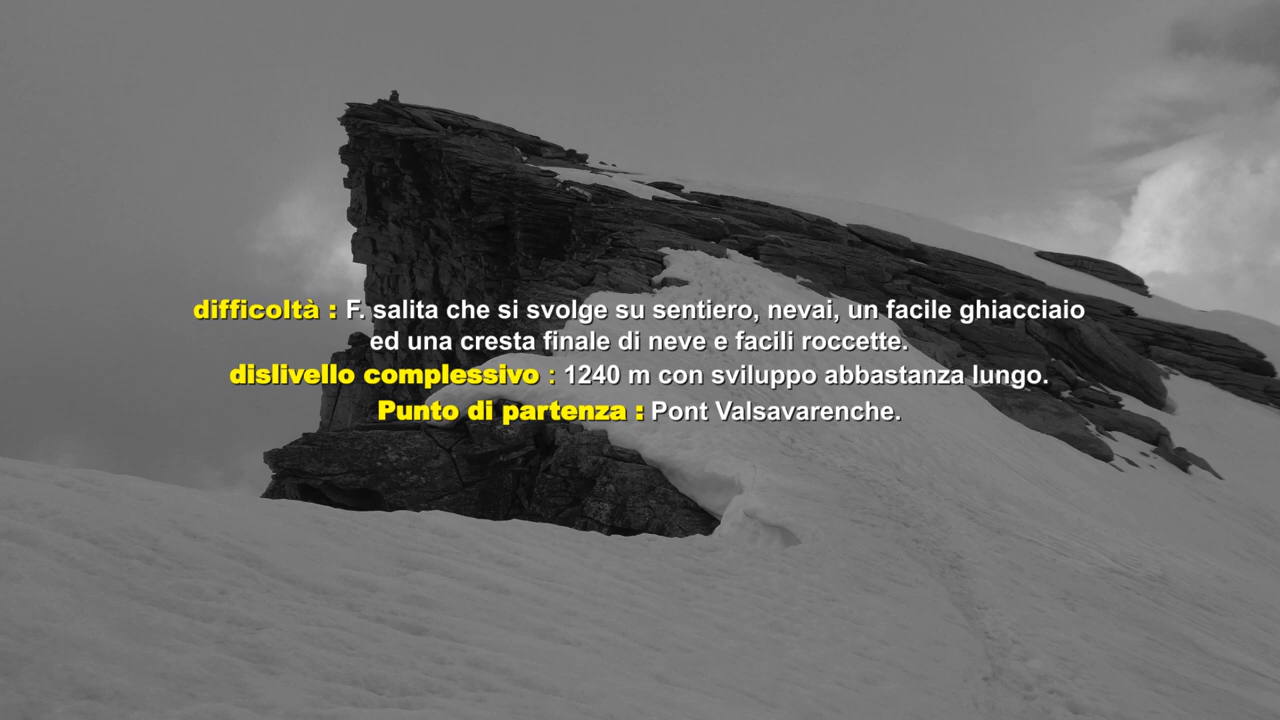 difficoltà : F. salita che si svolge su sentiero, nevai, un facile ghiacciaio
ed una cresta finale di neve e facili roccette.
dislivello complessivo : 1240 m con sviluppo abbastanza lungo.
Punto di partenza : Pont Valsavarenche.